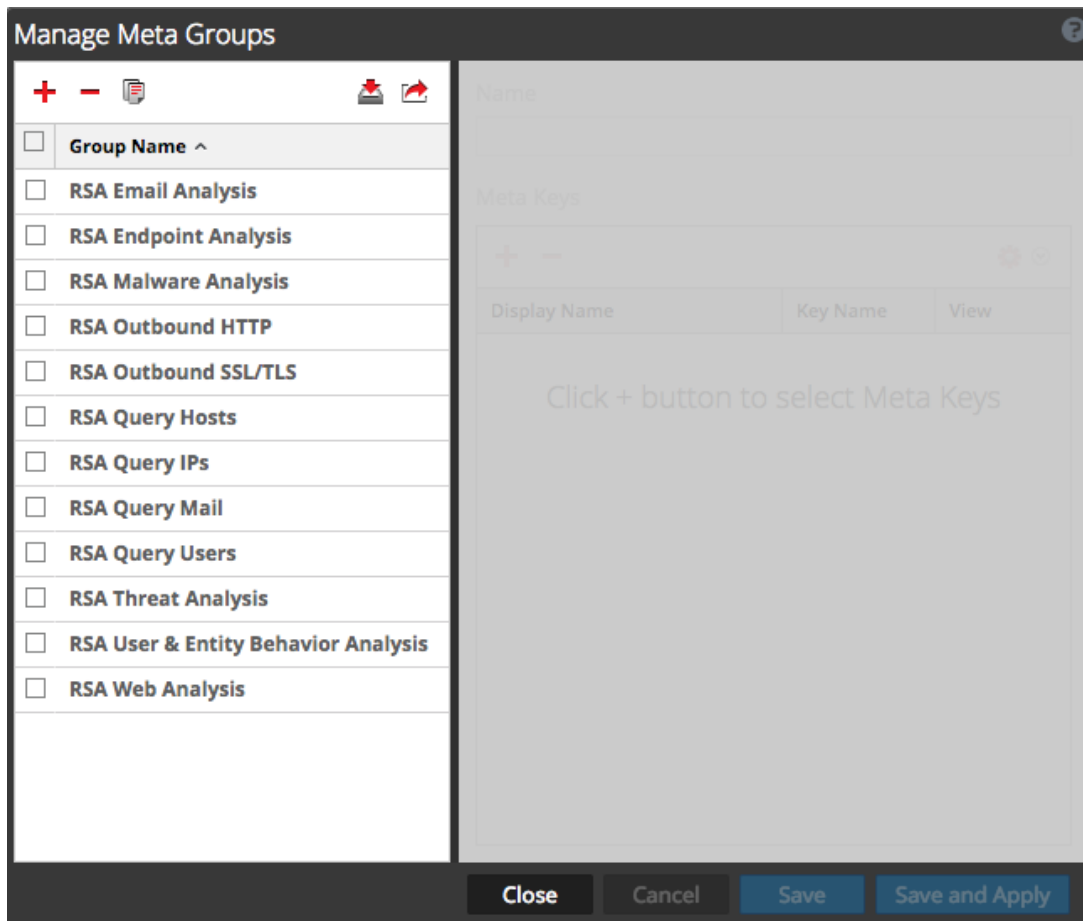 Manage Meta Groups
?
Group Name
RSA Email Analysis
RSA Endpoint Analysis
RSA Malware Analysis
RSA Outbound HTTP
RSA Outbound SSL/TLS
RSA Query Hosts
RSA Query IPs
RSA Query Mail
RSA Query Users
RSA Threat Analysis
RSA User & Entity Behavior Analysis
RSA Web Analysis
Name
Meta Keys
Display Name Key Name View
Click + button to select Meta Keys
Close Cancel Save Save and Apply